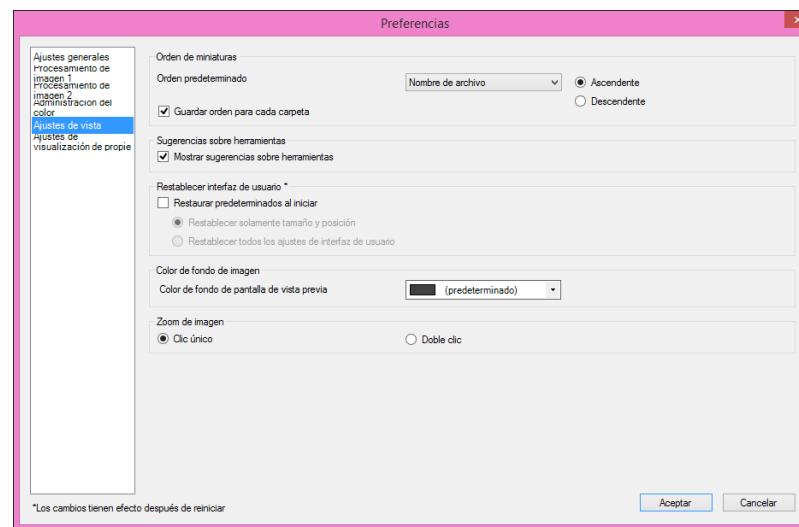 Preferencias
Ajustes generales
Procesamiento de
imagen 1
Procesamiento de
imagen 2
Administración del
color
Ajustes de vista
Ajustes de
visualización de propie
Orden de miniaturas
Orden predeterminado
Nombre de archivo
Ascendente
Descendente
Guardar orden para cada carpeta
Sugerencias sobre herramientas
Mostrar sugerencias sobre herramientas
Restablecer interfaz de usuario *
Restaurar predeterminados al iniciar
Restablecer solamente tamaño y posición
Restablecer todos los ajustes de interfaz de usuario
Color de fondo de imagen
Color de fondo de pantalla de vista previa
(predeterminado)
Zoom de imagen
Clic único
Doble clic
*Los cambios tienen efecto después de reiniciar
Aceptar
Cancelar